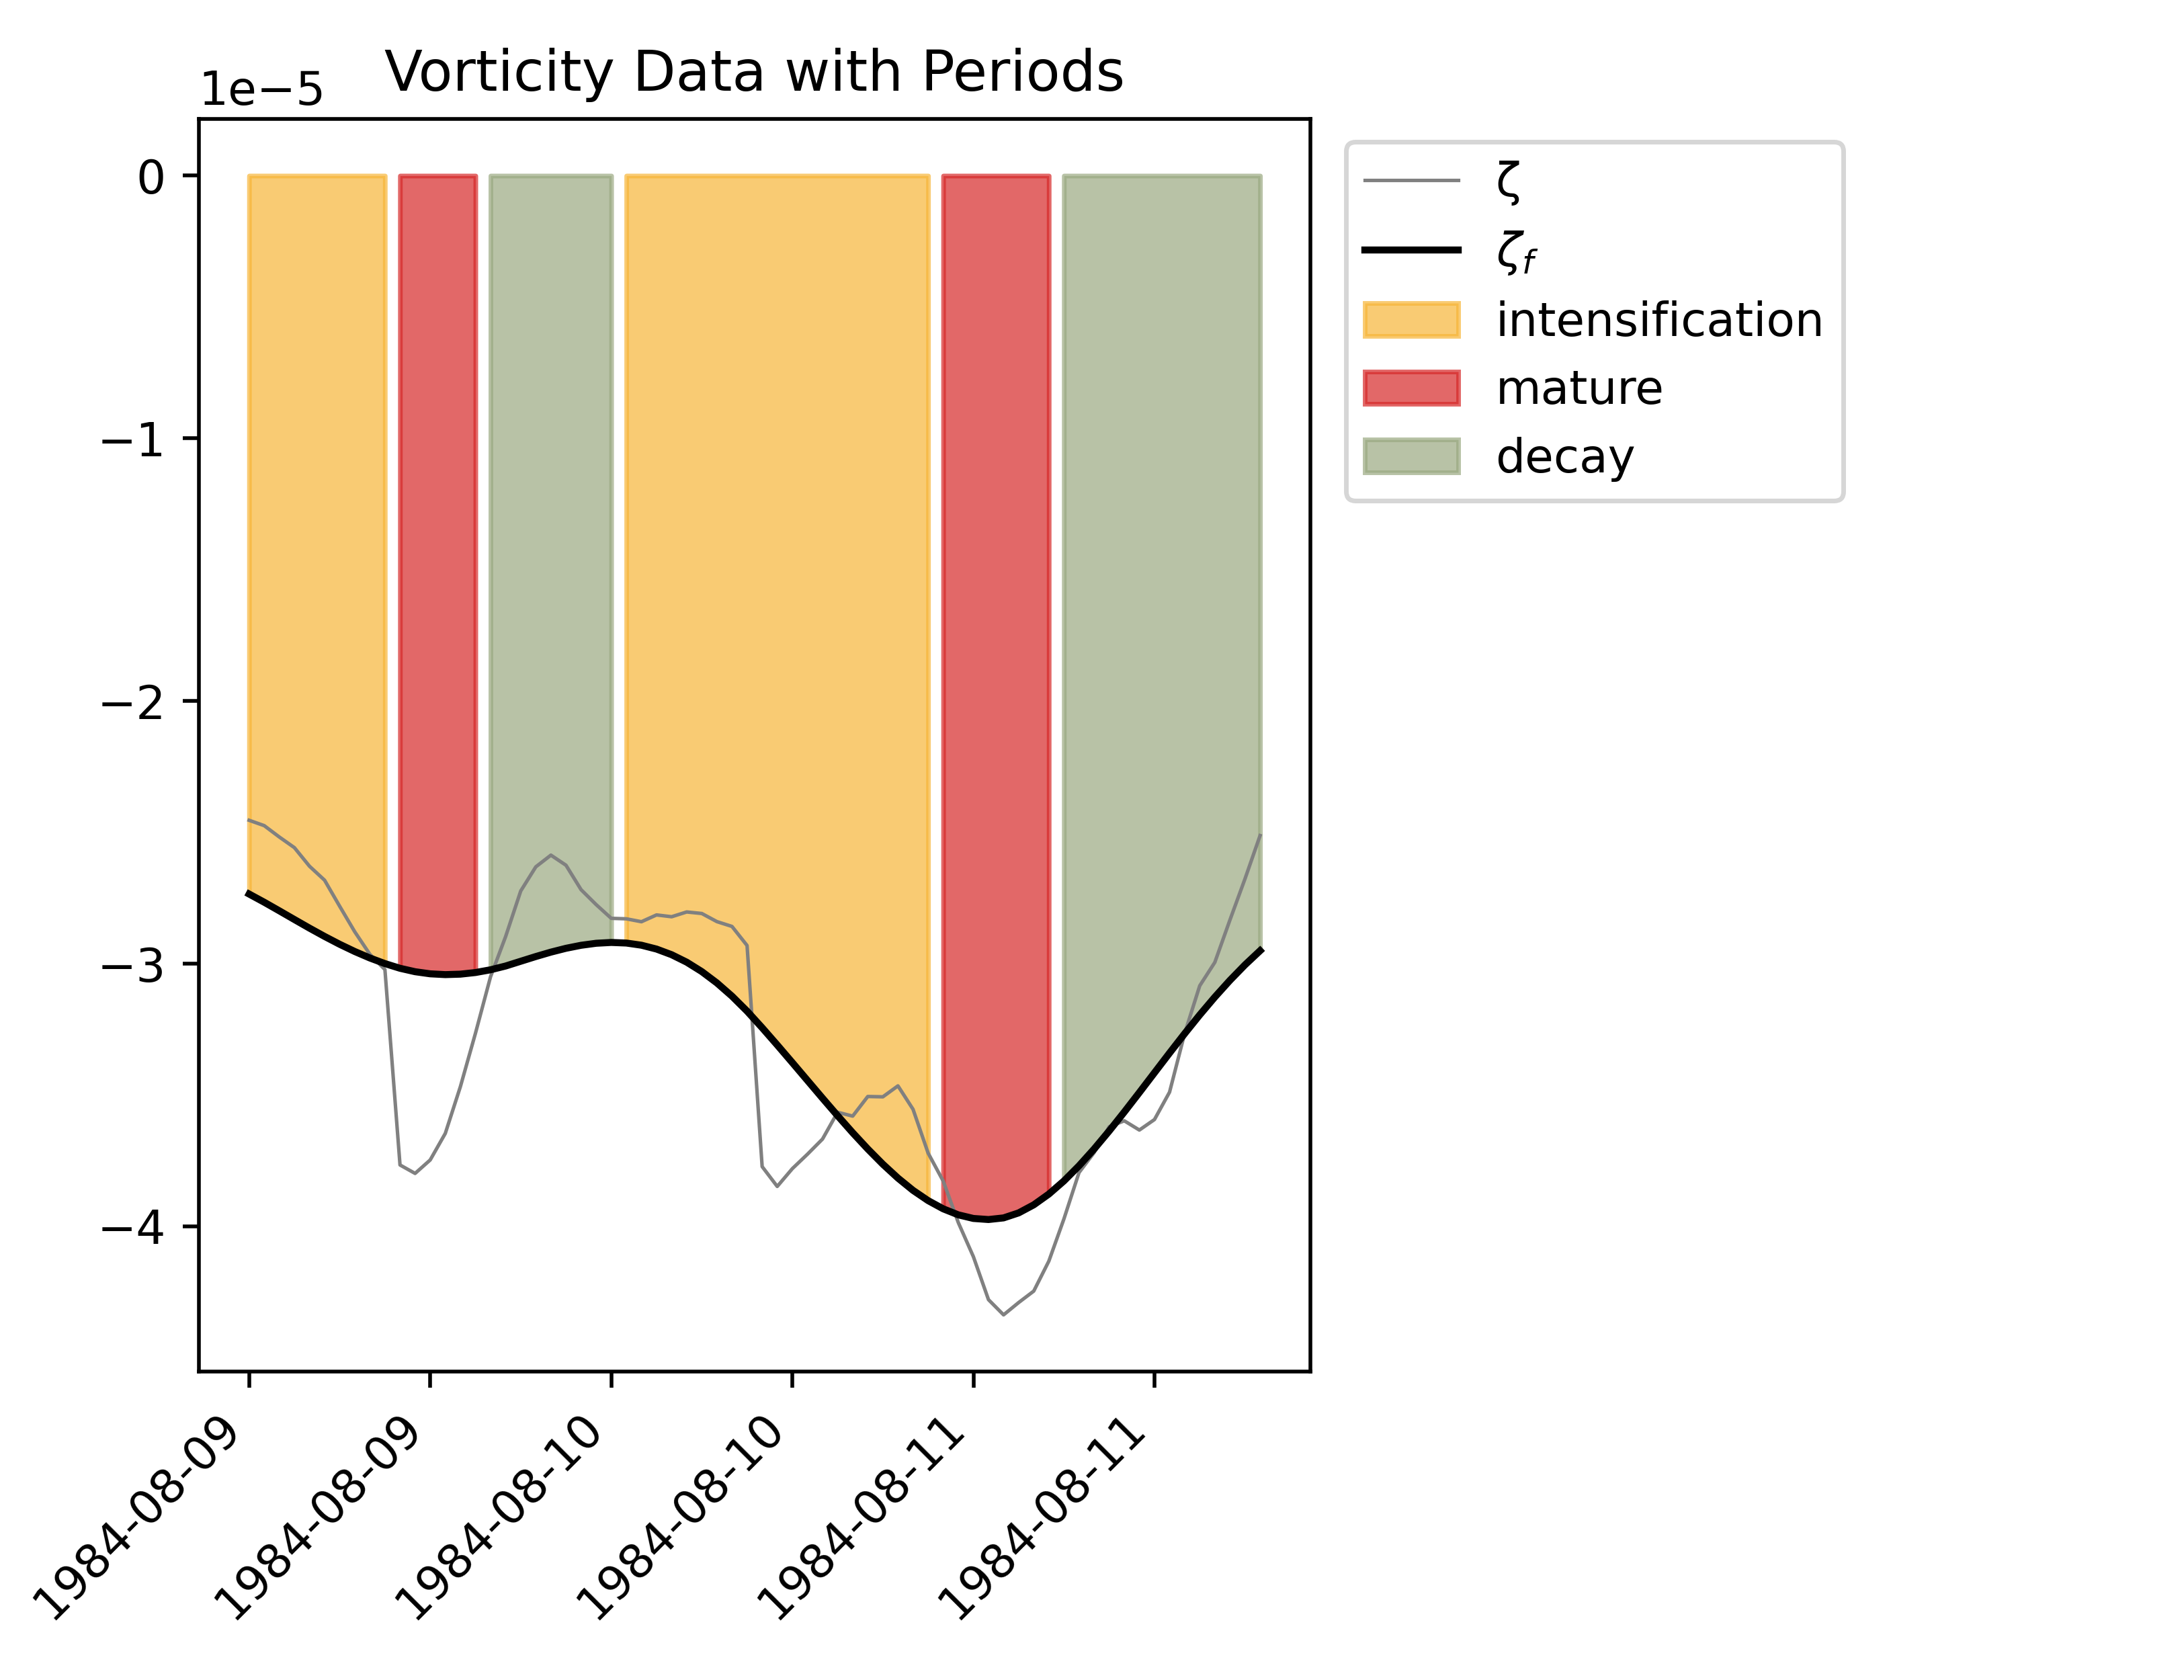 Vorticity Data with Periods
1e−5
0
−1
−2
−3
−4
1984-08-09
1984-08-09
1984-08-10
1984-08-10
1984-08-11
1984-08-11
ζ
ζf
intensification
mature
decay